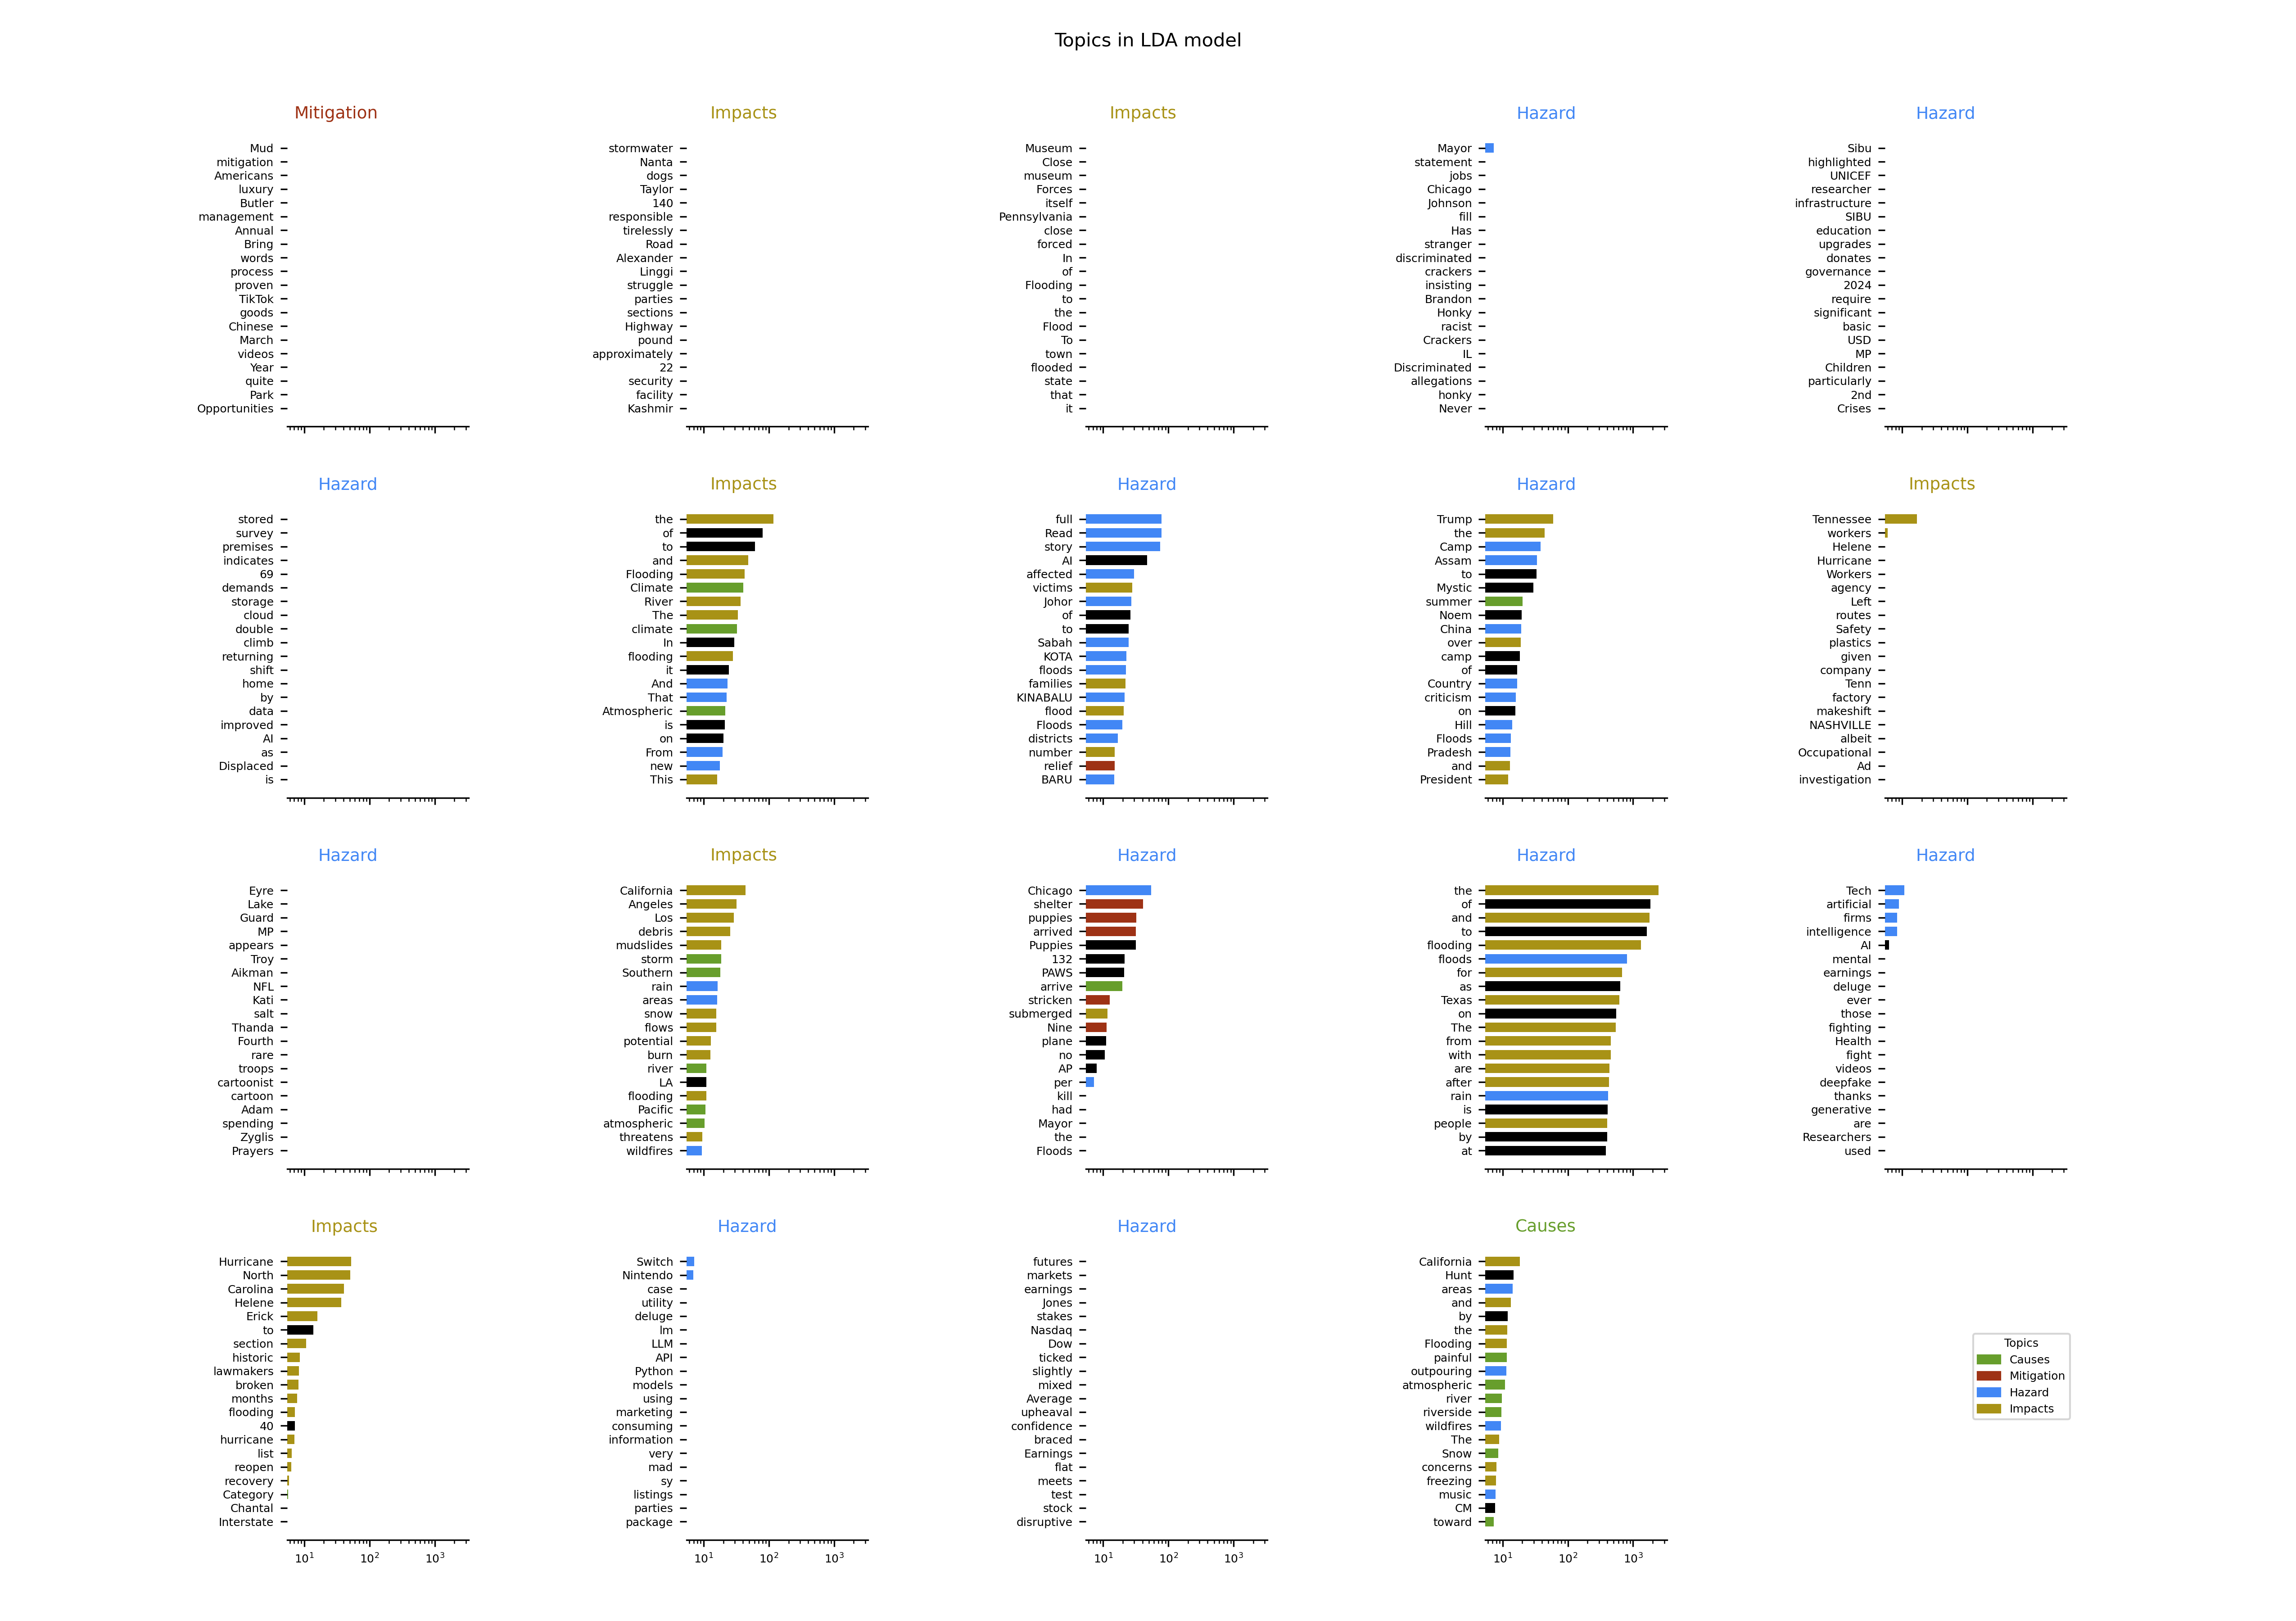 Topics in LDA model
Mitigation
Mud
mitigation
Americans
luxury
Butler
management
Annual
Bring
words
process
proven
TikTok
goods
Chinese
March
videos
Year
quite
Park
Opportunities
Impacts
stormwater
Nanta
dogs
Taylor
140
responsible
tirelessly
Road
Alexander
Linggi
struggle
parties
sections
Highway
pound
approximately
22
security
facility
Kashmir
Impacts
Museum
Close
museum
Forces
itself
Pennsylvania
close
forced
In
of
Flooding
to
the
Flood
To
town
flooded
state
that
it
Hazard
Mayor
statement
jobs
Chicago
Johnson
fill
Has
stranger
discriminated
crackers
insisting
Brandon
Honky
racist
Crackers
IL
Discriminated
allegations
honky
Never
Hazard
Sibu
highlighted
UNICEF
researcher
infrastructure
SIBU
education
upgrades
donates
governance
2024
require
significant
basic
USD
MP
Children
particularly
2nd
Crises
Hazard
stored
survey
premises
indicates
69
demands
storage
cloud
double
climb
returning
shift
home
by
data
improved
AI
as
Displaced
is
Impacts
the
of
to
and
Flooding
Climate
River
The
climate
In
flooding
it
And
That
Atmospheric
is
on
From
new
This
Hazard
full
Read
story
AI
affected
victims
Johor
of
to
Sabah
KOTA
floods
families
KINABALU
flood
Floods
districts
number
relief
BARU
Hazard
Trump
the
Camp
Assam
to
Mystic
summer
Noem
China
over
camp
of
Country
criticism
on
Hill
Floods
Pradesh
and
President
Impacts
Tennessee
workers
Helene
Hurricane
Workers
agency
Left
routes
Safety
plastics
given
company
Tenn
factory
makeshift
NASHVILLE
albeit
Occupational
Ad
investigation
Hazard
Eyre
Lake
Guard
MP
appears
Troy
Aikman
NFL
Kati
salt
Thanda
Fourth
rare
troops
cartoonist
cartoon
Adam
spending
Zyglis
Prayers
Impacts
California
Angeles
Los
debris
mudslides
storm
Southern
rain
areas
snow
flows
potential
burn
river
LA
flooding
Pacific
atmospheric
threatens
wildfires
Hazard
Chicago
shelter
puppies
arrived
Puppies
132
PAWS
arrive
stricken
submerged
Nine
plane
no
AP
per
kill
had
Mayor
the
Floods
Hazard
the
of
and
to
flooding
floods
for
as
Texas
on
The
from
with
are
after
rain
is
people
by
at
Hazard
Tech
artificial
firms
intelligence
AI
mental
earnings
deluge
ever
those
fighting
Health
fight
videos
deepfake
thanks
generative
are
Researchers
used
Impacts
Hurricane
North
Carolina
Helene
Erick
to
section
historic
lawmakers
broken
months
flooding
40
hurricane
list
reopen
recovery
Category
Chantal
Interstate
10¹ 10² 10³
Hazard
Switch
Nintendo
case
utility
deluge
lm
LLM
API
Python
models
using
marketing
consuming
information
very
mad
sy
listings
parties
package
10¹ 10² 10³
Hazard
futures
markets
earnings
Jones
stakes
Nasdaq
Dow
ticked
slightly
mixed
Average
upheaval
confidence
braced
Earnings
flat
meets
test
stock
disruptive
10¹ 10² 10³
Causes
California
Hunt
areas
and
by
the
Flooding
painful
outpouring
atmospheric
river
riverside
wildfires
The
Snow
concerns
freezing
music
CM
toward
10¹ 10² 10³
Topics
Causes
Mitigation
Hazard
Impacts